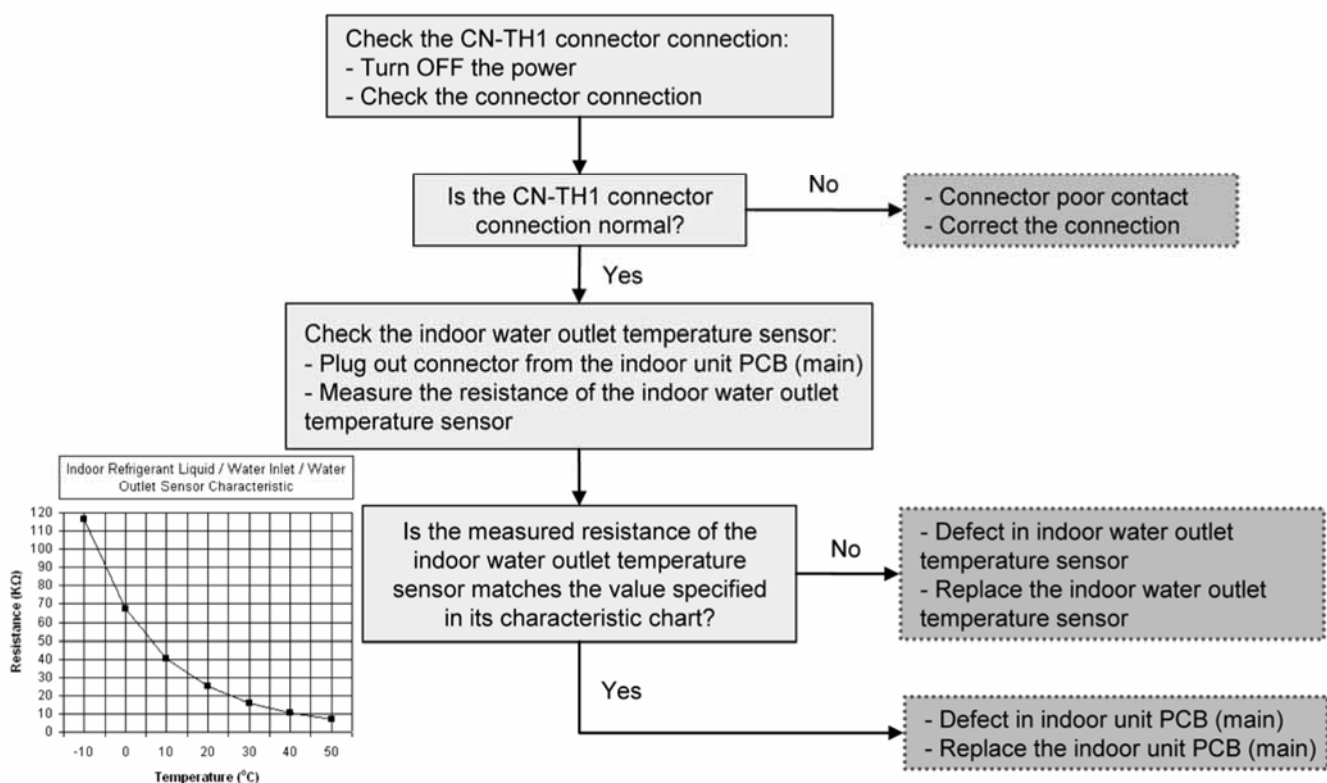 Check the CN-TH1 connector connection:
- Turn OFF the power
- Check the connector connection
Is the CN-TH1 connector
connection normal?
No
- Connector poor contact
- Correct the connection
Yes
Check the indoor water outlet temperature sensor:
- Plug out connector from the indoor unit PCB (main)
- Measure the resistance of the indoor water outlet
temperature sensor
Indoor Refrigerant Liquid / Water Inlet / Water
Outlet Sensor Characteristic
120
110
100
90
80
70
60
50
40
30
20
10
0
Resistance (KΩ)
-10 0 10 20 30 40 50
Temperature (⁰C)
Is the measured resistance of the
indoor water outlet temperature
sensor matches the value specified
in its characteristic chart?
No
- Defect in indoor water outlet
temperature sensor
- Replace the indoor water outlet
temperature sensor
Yes
- Defect in indoor unit PCB (main)
- Replace the indoor unit PCB (main)